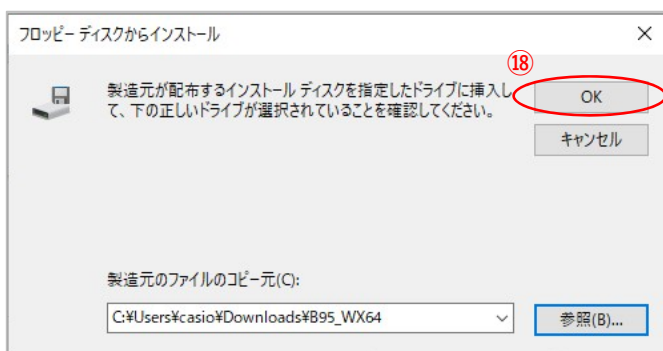 フロッピー ディスクからインストール
⑱
製造元が配布するインストール ディスクを指定したドライブに挿入し
て、下の正しいドライブが選択されていることを確認してください。
OK
キャンセル
製造元のファイルのコピー元(C):
C:¥Users¥casio¥Downloads¥B95_WX64
参照(B)...